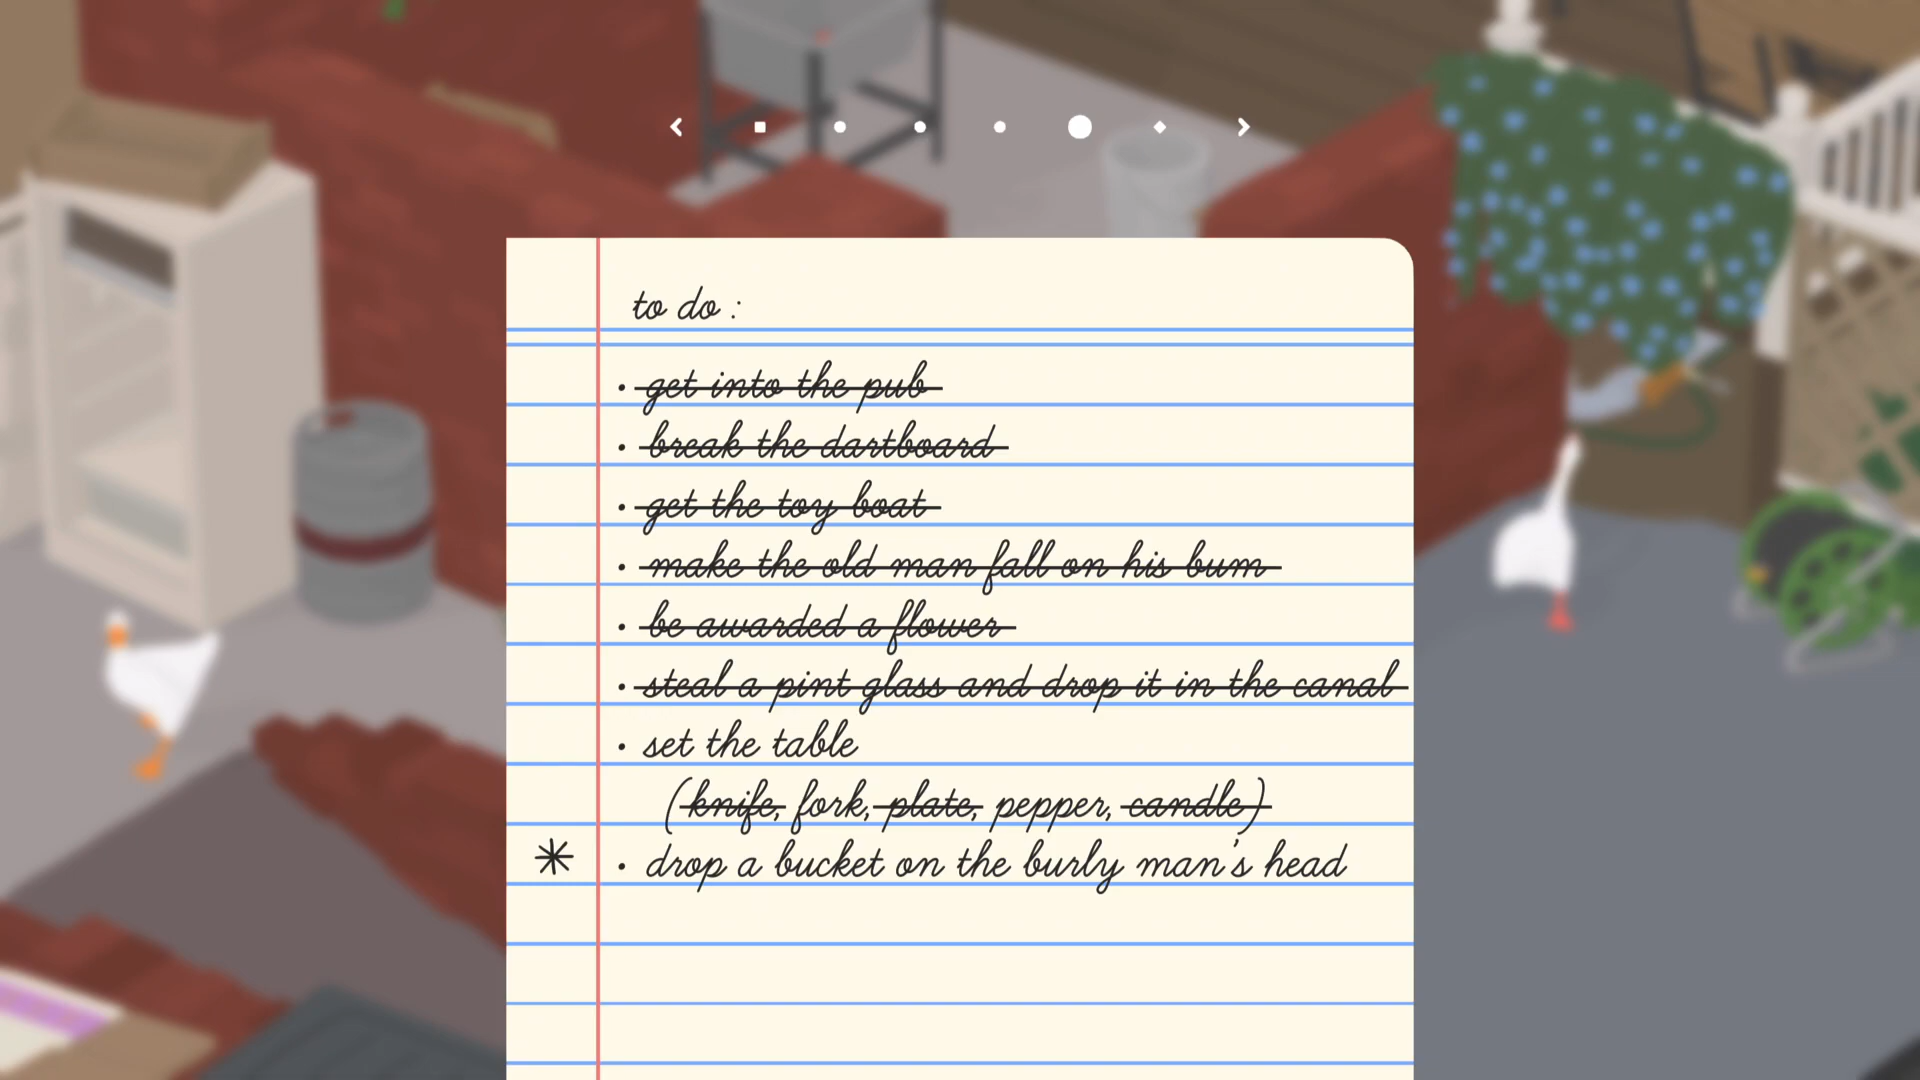 to do :
• get into the pub
• break the dartboard
• get the toy boat
• make the old man fall on his bum
• be awarded a flower
• steal a pint glass and drop it in the canal
• set the table
(knife, fork, plate, pepper, candle)
* • drop a bucket on the burly man's head